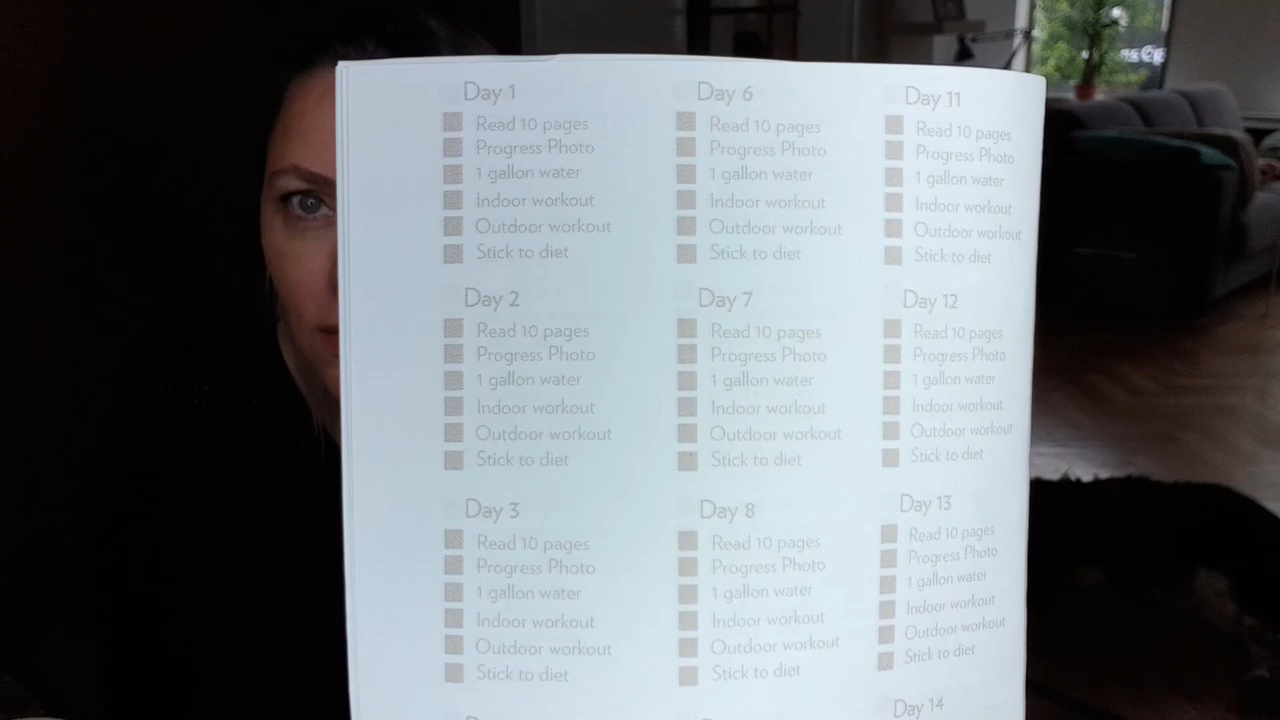 Day 1
Read 10 pages
Progress Photo
1 gallon water
Indoor workout
Outdoor workout
Stick to diet
Day 2
Read 10 pages
Progress Photo
1 gallon water
Indoor workout
Outdoor workout
Stick to diet
Day 3
Read 10 pages
Progress Photo
1 gallon water
Indoor workout
Outdoor workout
Stick to diet
Day 6
Read 10 pages
Progress Photo
1 gallon water
Indoor workout
Outdoor workout
Stick to diet
Day 7
Read 10 pages
Progress Photo
1 gallon water
Indoor workout
Outdoor workout
Stick to diet
Day 8
Read 10 pages
Progress Photo
1 gallon water
Indoor workout
Outdoor workout
Stick to diet
Day 11
Read 10 pages
Progress Photo
1 gallon water
Indoor workout
Outdoor workout
Stick to diet
Day 12
Read 10 pages
Progress Photo
1 gallon water
Indoor workout
Outdoor workout
Stick to diet
Day 13
Read 10 pages
Progress Photo
1 gallon water
Indoor workout
Outdoor workout
Stick to diet
Day 14